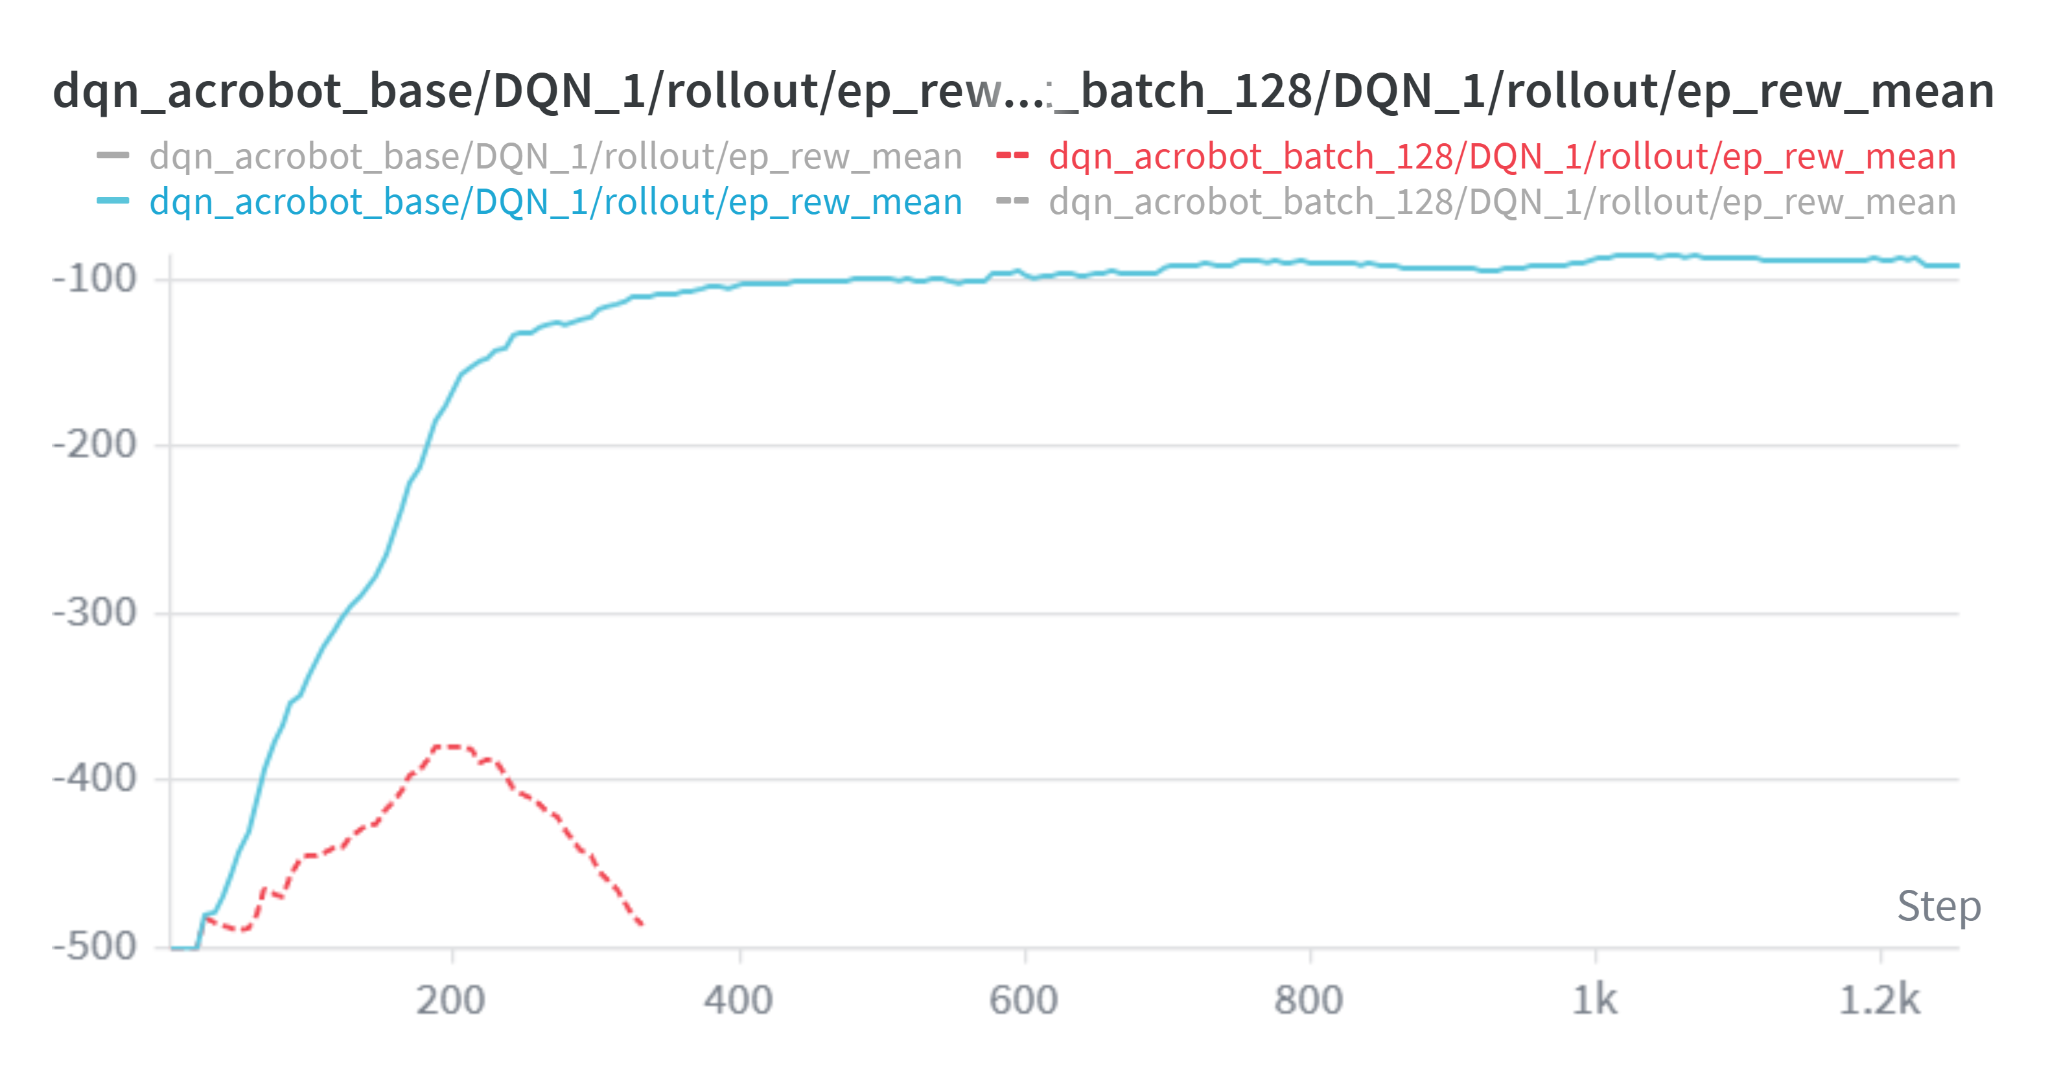 dqn_acrobot_base/DQN_1/rollout/ep_rew...:_batch_128/DQN_1/rollout/ep_rew_mean
dqn_acrobot_base/DQN_1/rollout/ep_rew_mean dqn_acrobot_batch_128/DQN_1/rollout/ep_rew_mean
dqn_acrobot_base/DQN_1/rollout/ep_rew_mean dqn_acrobot_batch_128/DQN_1/rollout/ep_rew_mean
-100
-200
-300
-400
Step
-500
200 400 600 800 1k 1.2k